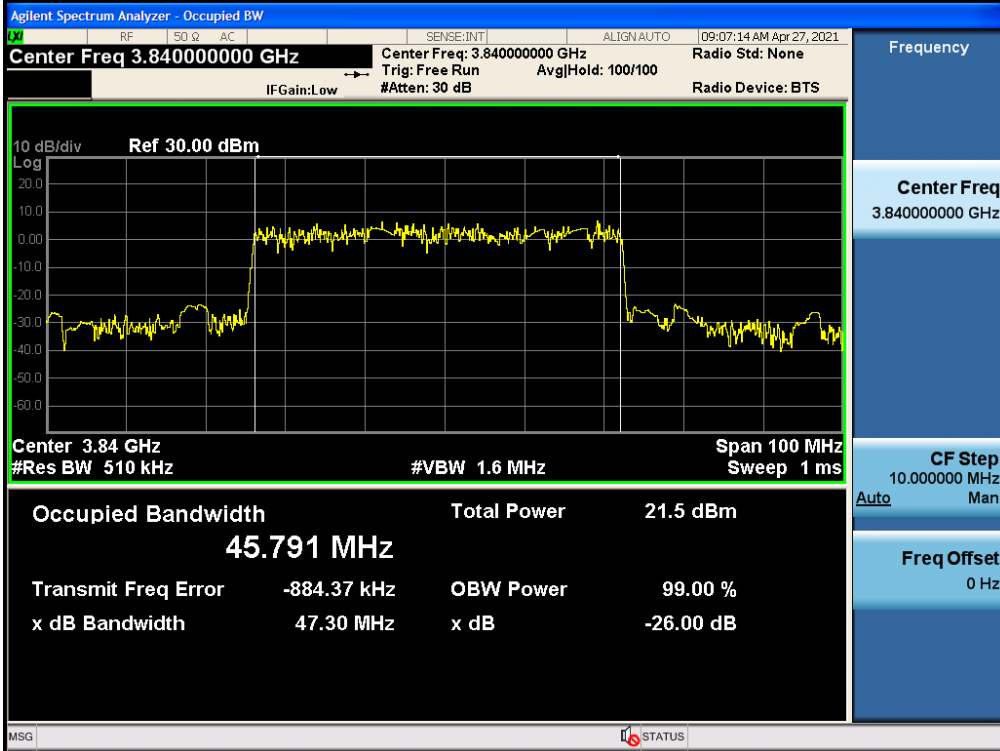 Agilent Spectrum Analyzer - Occupied BW
LXI RF 50 Ω AC SENSE:INT ALIGN AUTO 09:07:14 AM Apr 27, 2021
Center Freq 3.840000000 GHz
Center Freq: 3.840000000 GHz
Radio Std: None
Trig: Free Run Avg|Hold: 100/100
IFGain:Low
#Atten: 30 dB
Radio Device: BTS
10 dB/div Ref 30.00 dBm
Log
20.0
10.0
0.00
-10.0
-20.0
-30.0
-40.0
-50.0
-60.0
Center 3.84 GHz Span 100 MHz
#Res BW 510 kHz #VBW 1.6 MHz Sweep 1 ms
Occupied Bandwidth Total Power 21.5 dBm
45.791 MHz
Transmit Freq Error -884.37 kHz OBW Power 99.00 %
x dB Bandwidth 47.30 MHz x dB -26.00 dB
Frequency
Center Freq
3.840000000 GHz
CF Step
10.000000 MHz
Auto Man
Freq Offset
0 Hz
MSG STATUS